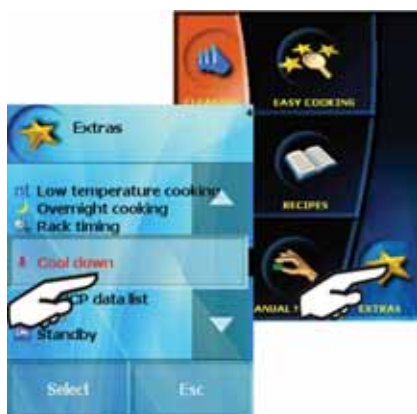 EASY COOKING
RECIPES
EXTRAS
Extras
Low temperature cooking
Overnight cooking
Rack timing
Cool down
CP data list
Standby
Select
Esc